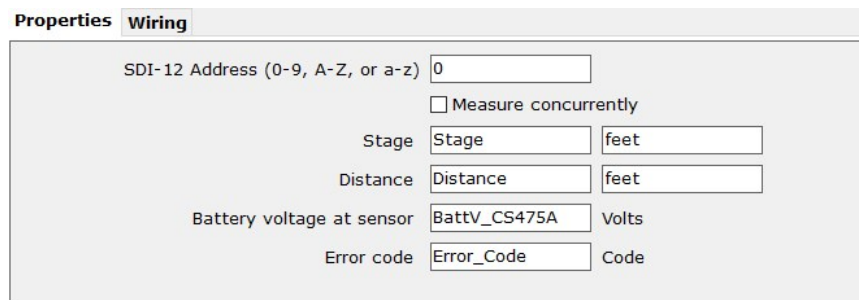 Properties Wiring
SDI-12 Address (0-9, A-Z, or a-z) 0
Measure concurrently
Stage Stage feet
Distance Distance feet
Battery voltage at sensor BattV_CS475A Volts
Error code Error_Code Code